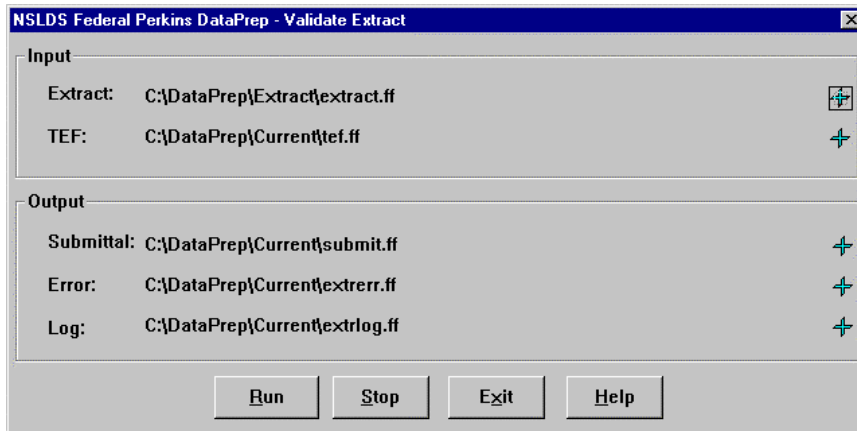 NSLDS Federal Perkins DataPrep - Validate Extract
Input
Extract: C:\DataPrep\Extract\extract.ff
TEF: C:\DataPrep\Current\tef.ff
Output
Submittal: C:\DataPrep\Current\submit.ff
Error: C:\DataPrep\Current\extrerr.ff
Log: C:\DataPrep\Current\extrlog.ff
Run Stop Exit Help